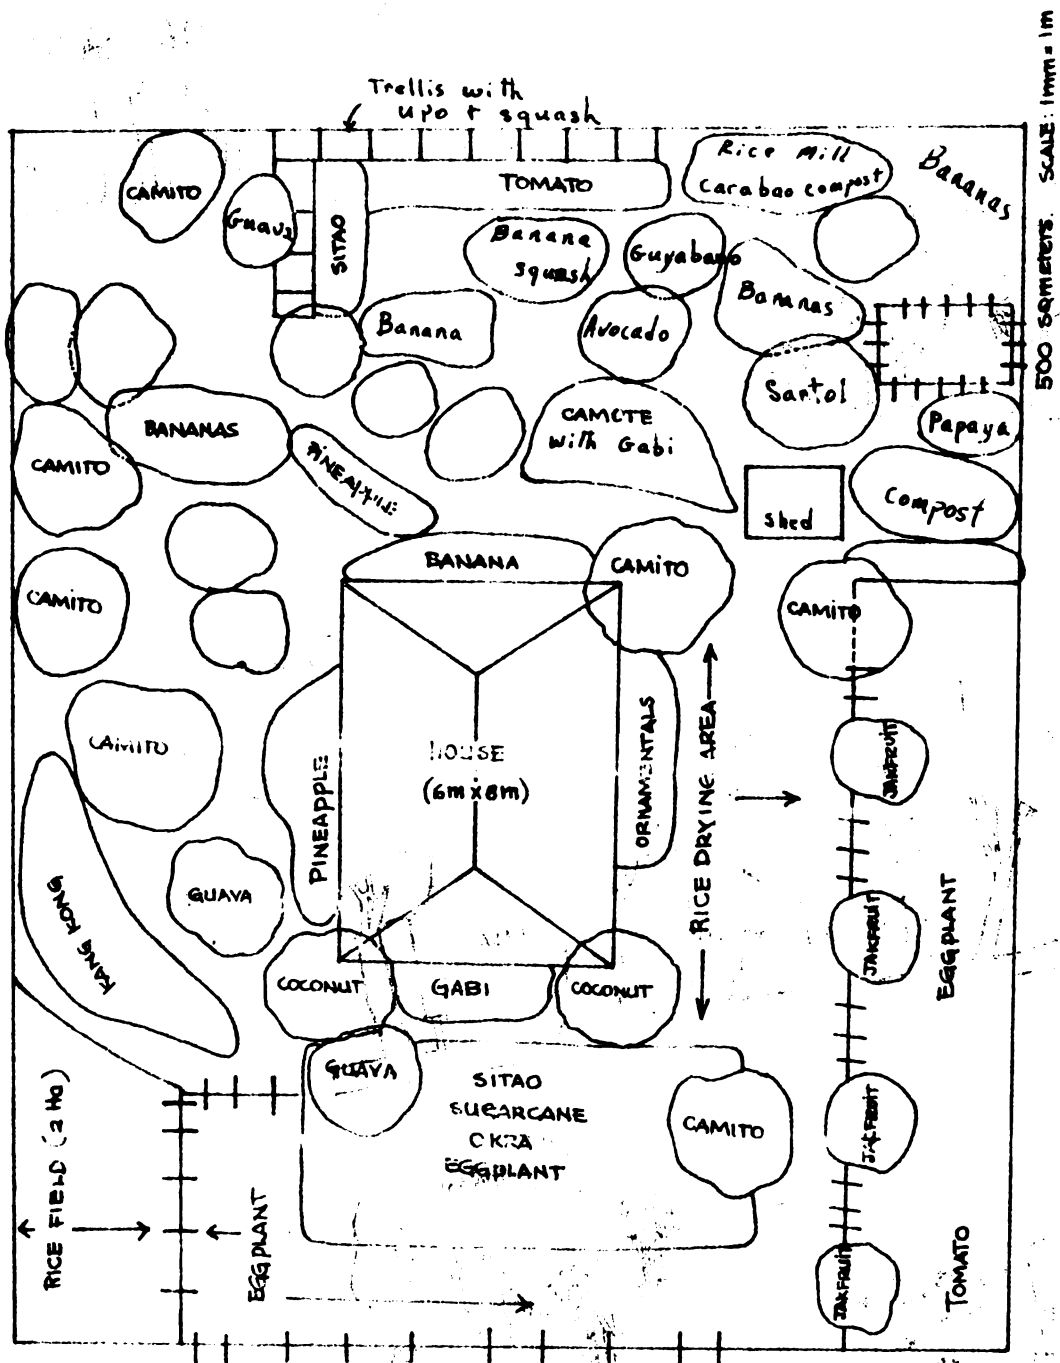 Trellis with
upo + squash
500 sqmeters. SCALE: 1mm = 1m
CAMITO
Guava
SITAO
TOMATO
Rice Mill
Carabao compost
Bananas
Banana
squash
Guyabano
Bananas
Banana
Avocado
Santol
Papaya
BANANAS
CAMITO
PINEAPPLE
CAMOTE
with Gabi
shed
Compost
BANANA
CAMITO
CAMITO
CAMITO
CAMITO
HOUSE
(6m x 8m)
PINEAPPLE
ORNAMENTALS
RICE DRYING AREA
JAKFRUIT
GUAVA
KANG KONG
COCONUT
GABI
COCONUT
JAKFRUIT
EGGPLANT
GUAVA
SITAO
SUGARCANE
OKRA
EGGPLANT
CAMITO
JAKFRUIT
RICE FIELD (2 Ha)
EGGPLANT
JAKFRUIT
TOMATO